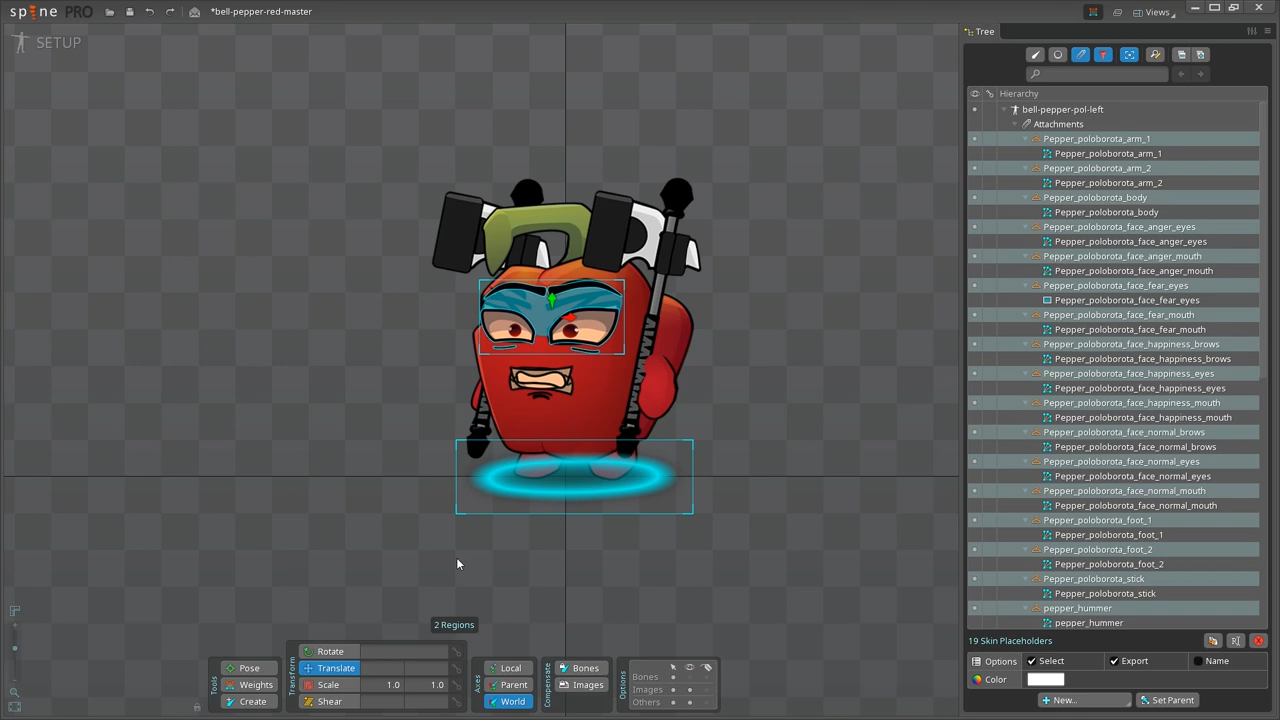 spine PRO
*bell-pepper-red-master
Views
SETUP
Tree
Hierarchy
bell-pepper-pol-left
Attachments
Pepper_poloborota_arm_1
Pepper_poloborota_arm_1
Pepper_poloborota_arm_2
Pepper_poloborota_arm_2
Pepper_poloborota_body
Pepper_poloborota_body
Pepper_poloborota_face_anger_eyes
Pepper_poloborota_face_anger_eyes
Pepper_poloborota_face_anger_mouth
Pepper_poloborota_face_anger_mouth
Pepper_poloborota_face_fear_eyes
Pepper_poloborota_face_fear_eyes
Pepper_poloborota_face_fear_mouth
Pepper_poloborota_face_fear_mouth
Pepper_poloborota_face_happiness_brows
Pepper_poloborota_face_happiness_brows
Pepper_poloborota_face_happiness_eyes
Pepper_poloborota_face_happiness_eyes
Pepper_poloborota_face_happiness_mouth
Pepper_poloborota_face_happiness_mouth
Pepper_poloborota_face_normal_brows
Pepper_poloborota_face_normal_brows
Pepper_poloborota_face_normal_eyes
Pepper_poloborota_face_normal_eyes
Pepper_poloborota_face_normal_mouth
Pepper_poloborota_face_normal_mouth
Pepper_poloborota_foot_1
Pepper_poloborota_foot_1
Pepper_poloborota_foot_2
Pepper_poloborota_foot_2
Pepper_poloborota_stick
Pepper_poloborota_stick
pepper_hummer
pepper_hummer
19 Skin Placeholders
Options Select Export Name
Color
New... Set Parent
2 Regions
Tools
Pose
Weights
Create
Transform
Rotate
Translate
Scale 1.0 1.0
Shear
Axes
Local
Parent
World
Compensate
Bones
Images
Options
Bones
Images
Others